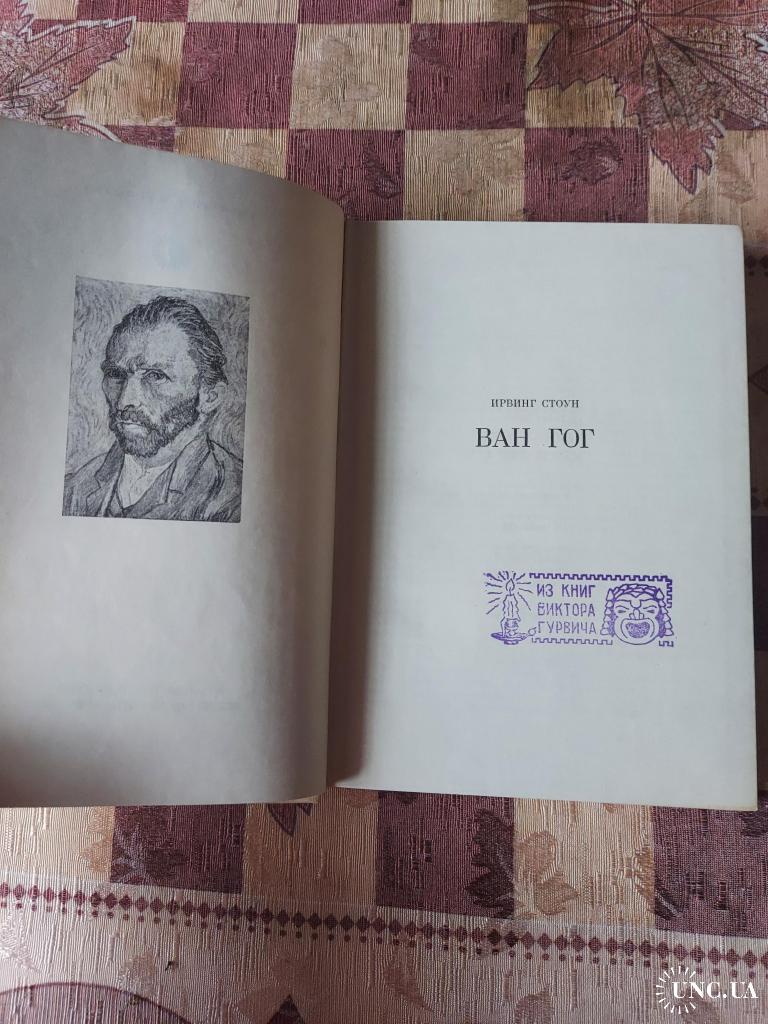 ИРВИНГ СТОУН
ВАН ГОГ
ИЗ КНИГ
ВИКТОРА
ГУРВИЧА
UNC.UA